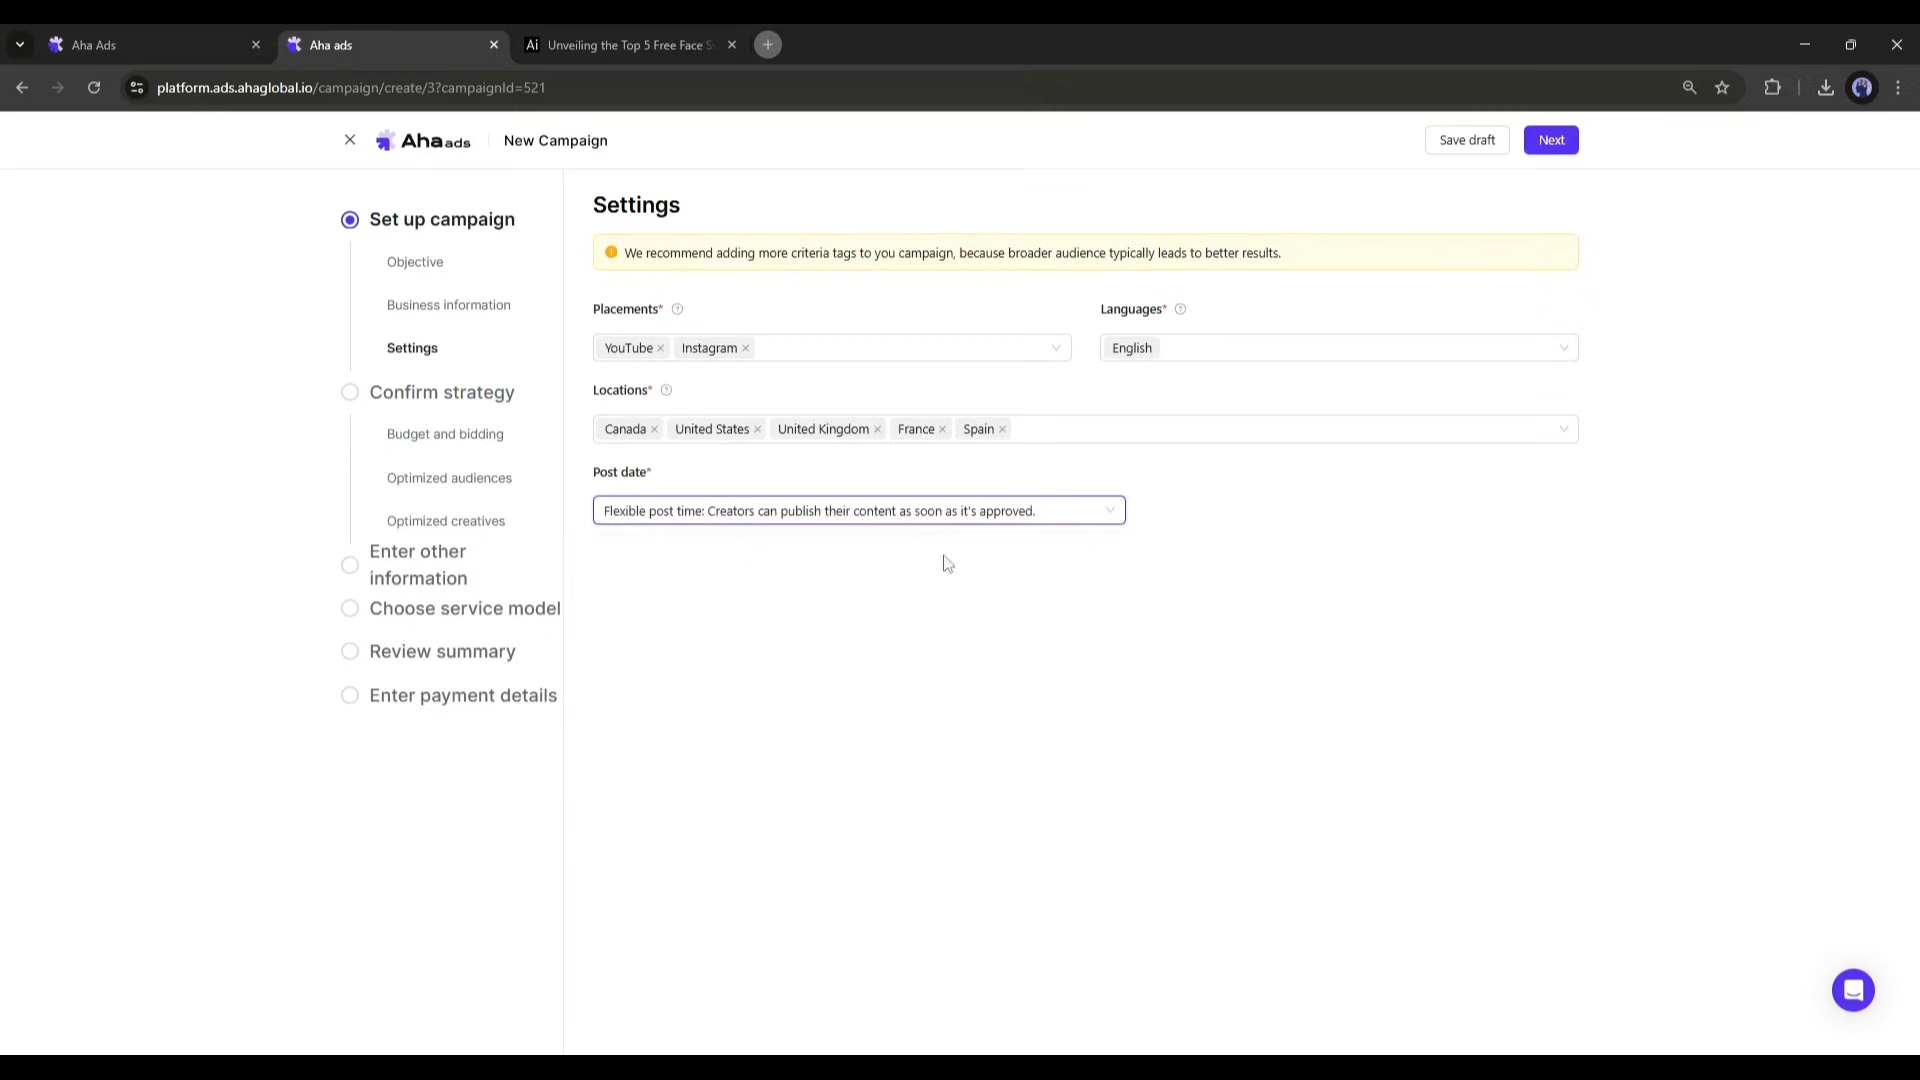 Aha Ads
Aha ads
Ai Unveiling the Top 5 Free Face S
platform.ads.ahaglobal.io/campaign/create/3?campaignId=521
Aha ads
New Campaign
Save draft
Next
Set up campaign
Objective
Business information
Settings
Confirm strategy
Budget and bidding
Optimized audiences
Optimized creatives
Enter other
information
Choose service model
Review summary
Enter payment details
Settings
We recommend adding more criteria tags to you campaign, because broader audience typically leads to better results.
Placements*
Languages*
YouTube Instagram
English
Locations*
Canada United States United Kingdom France Spain
Post date*
Flexible post time: Creators can publish their content as soon as it's approved.